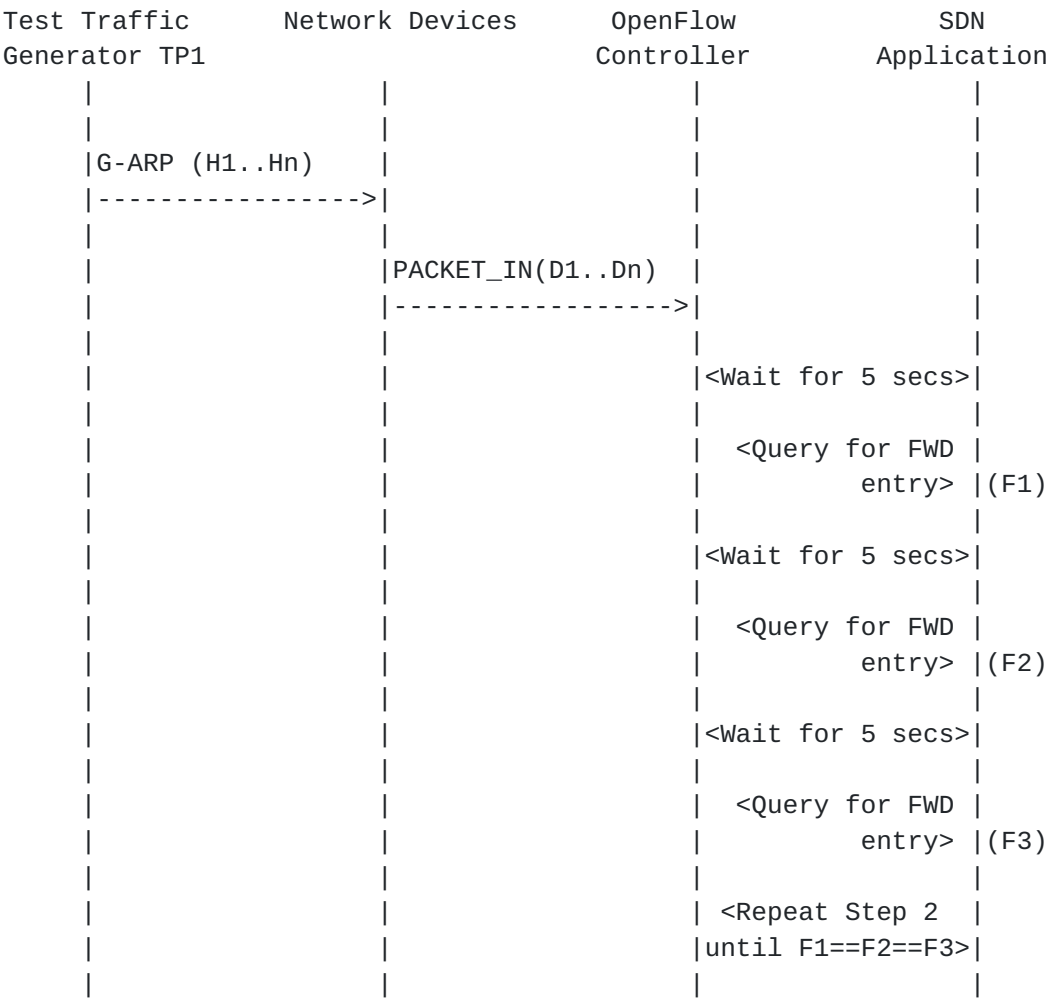 Test Traffic      Network Devices      OpenFlow             SDN
Generator TP1                         Controller        Application
     |                  |                   |                 |
     |                  |                   |                 |
     |G-ARP (H1..Hn)    |                   |                 |
     |----------------->|                   |                 |
     |                  |                   |                 |
     |                  |PACKET_IN(D1..Dn)  |                 |
     |                  |------------------>|                 |
     |                  |                   |                 |
     |                  |                   |<Wait for 5 secs>|
     |                  |                   |                 |
     |                  |                   |  <Query for FWD |
     |                  |                   |          entry> |(F1)
     |                  |                   |                 |
     |                  |                   |<Wait for 5 secs>|
     |                  |                   |                 |
     |                  |                   |  <Query for FWD |
     |                  |                   |          entry> |(F2)
     |                  |                   |                 |
     |                  |                   |<Wait for 5 secs>|
     |                  |                   |                 |
     |                  |                   |  <Query for FWD |
     |                  |                   |          entry> |(F3)
     |                  |                   |                 |
     |                  |                   | <Repeat Step 2  |
     |                  |                   |until F1==F2==F3>|
     |                  |                   |                 |